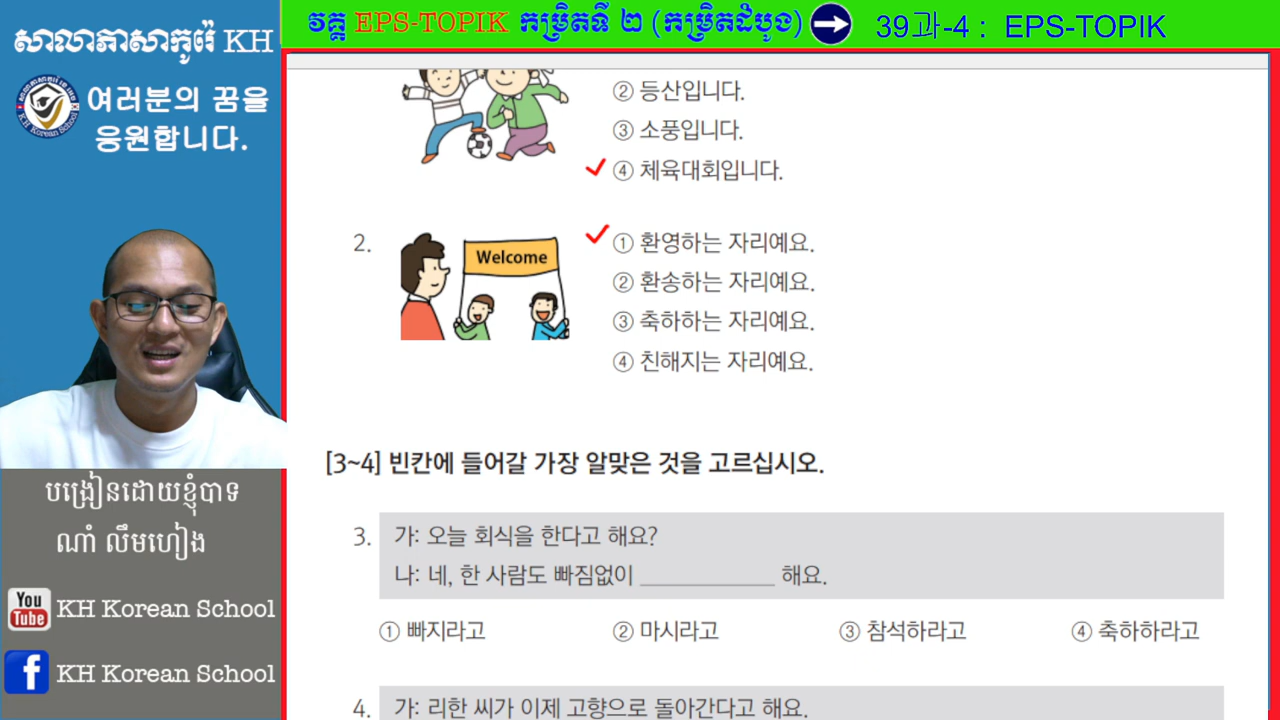 សាលាភាសាកូរ៉េ KH
여러분의 꿈을
응원합니다.
វគ្គ EPS-TOPIK កម្រិតទី ២ (កម្រិតដំបូង)
39과-4 : EPS-TOPIK
② 등산입니다.
③ 소풍입니다.
④ 체육대회입니다.
2.
Welcome
① 환영하는 자리예요.
② 환송하는 자리예요.
③ 축하하는 자리예요.
④ 친해지는 자리예요.
[3~4] 빈칸에 들어갈 가장 알맞은 것을 고르십시오.
3. 가: 오늘 회식을 한다고 해요?
나: 네, 한 사람도 빠짐없이 ____________ 해요.
① 빠지라고 ② 마시라고 ③ 참석하라고 ④ 축하하라고
4. 가: 리한 씨가 이제 고향으로 돌아간다고 해요.
បង្រៀនដោយខ្ញុំបាទ
ណាំ លឹមហៀង
You Tube KH Korean School
f KH Korean School